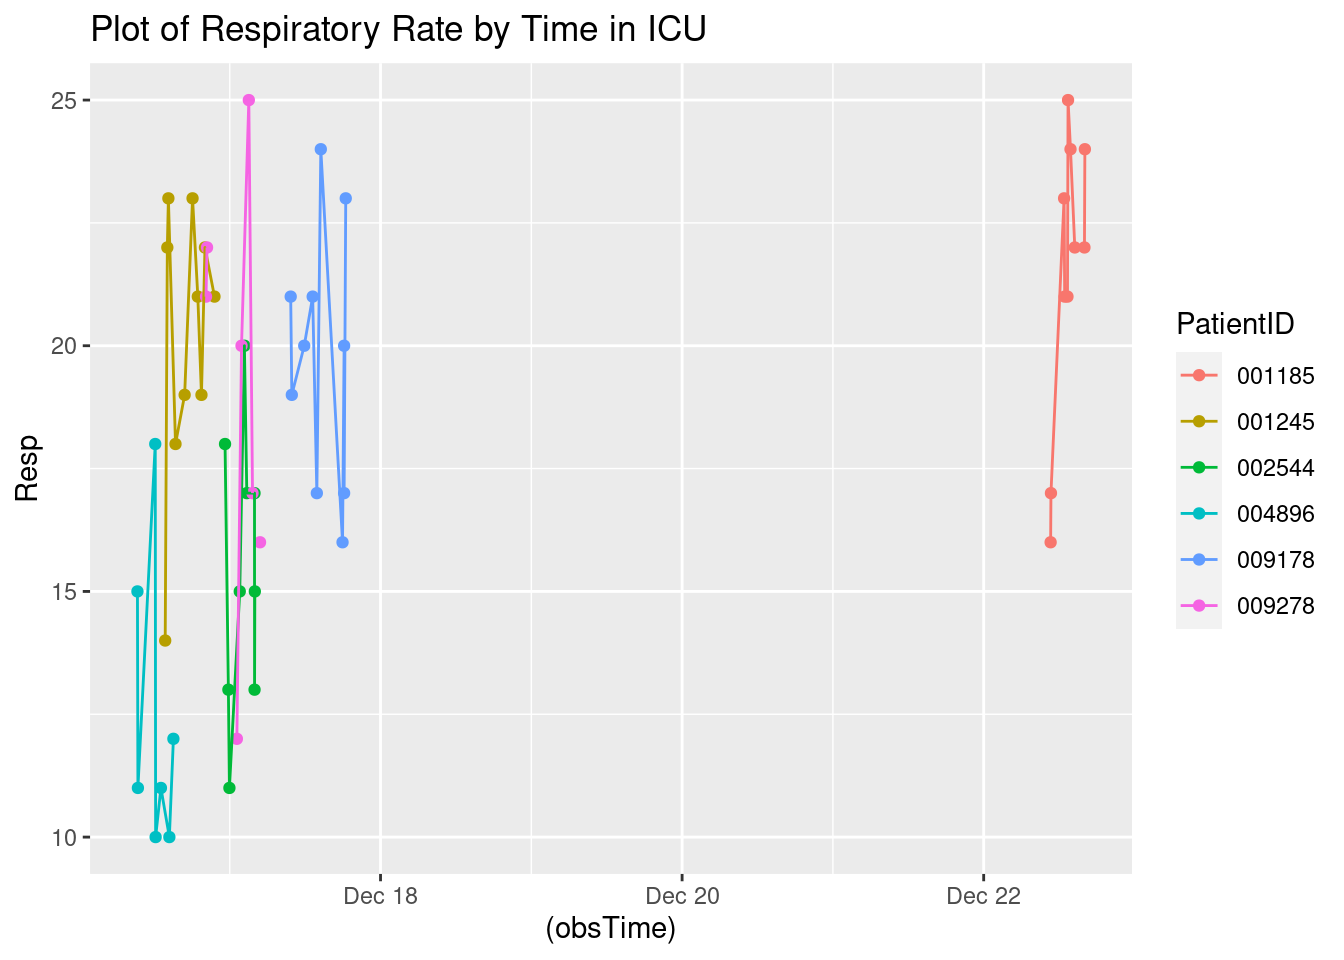 Plot of Respiratory Rate by Time in ICU
25
20
15
10
Resp
Dec 18
Dec 20
Dec 22
(obsTime)
PatientID
001185
001245
002544
004896
009178
009278